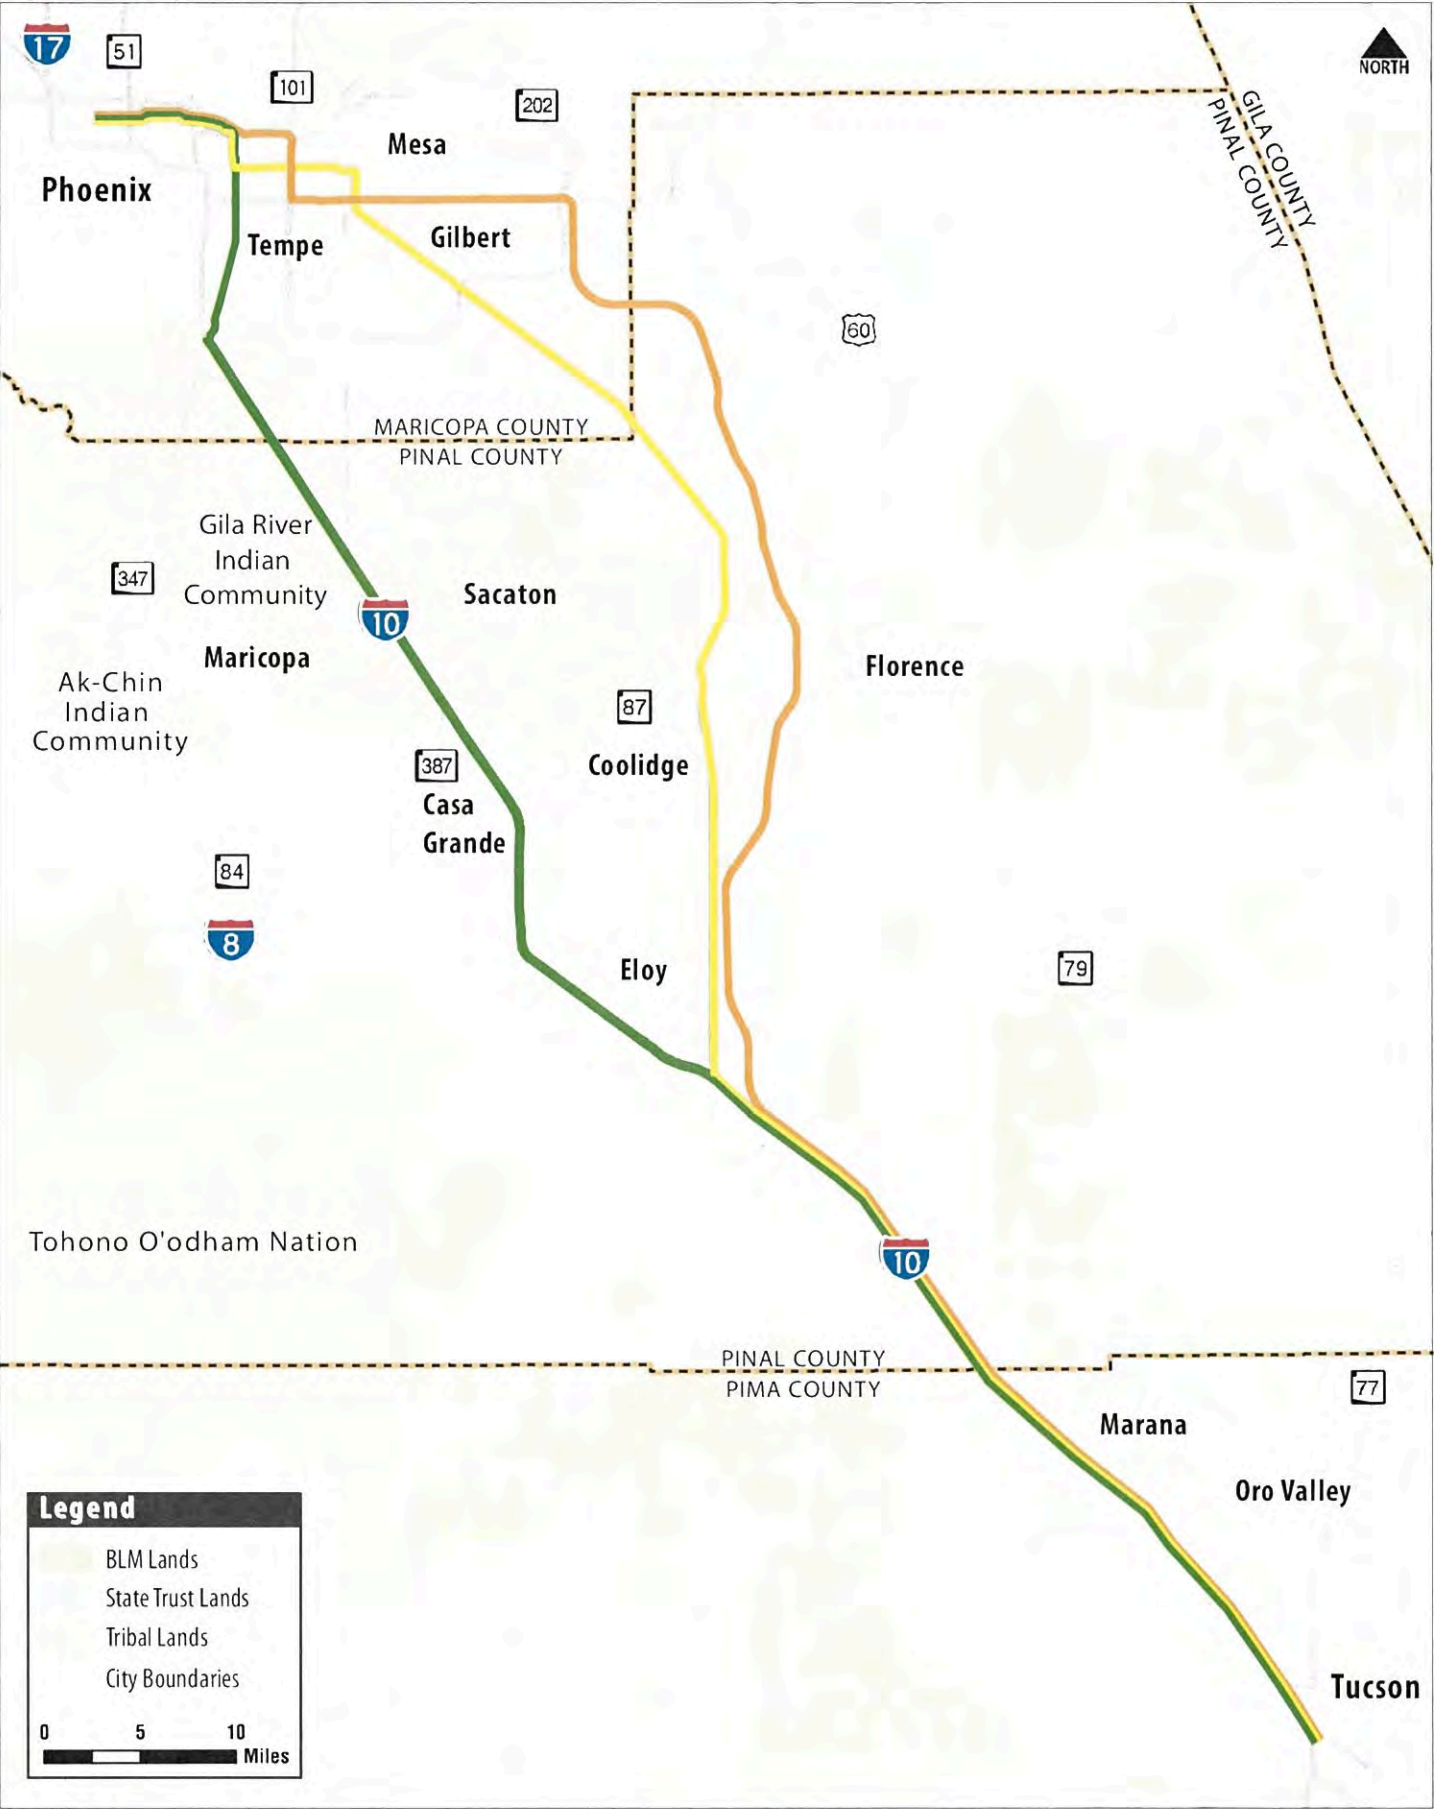 17
51
101
202
NORTH
Mesa
Phoenix
GILA COUNTY
PINAL COUNTY
Tempe
Gilbert
60
MARICOPA COUNTY
PINAL COUNTY
Gila River
Indian
Community
347
Sacaton
10
Maricopa
Florence
Ak-Chin
Indian
Community
87
387
Coolidge
Casa
Grande
84
8
Eloy
79
Tohono O'odham Nation
10
PINAL COUNTY
PIMA COUNTY
77
Marana
Oro Valley
Legend
BLM Lands
State Trust Lands
Tribal Lands
City Boundaries
Tucson
0 5 10
Miles